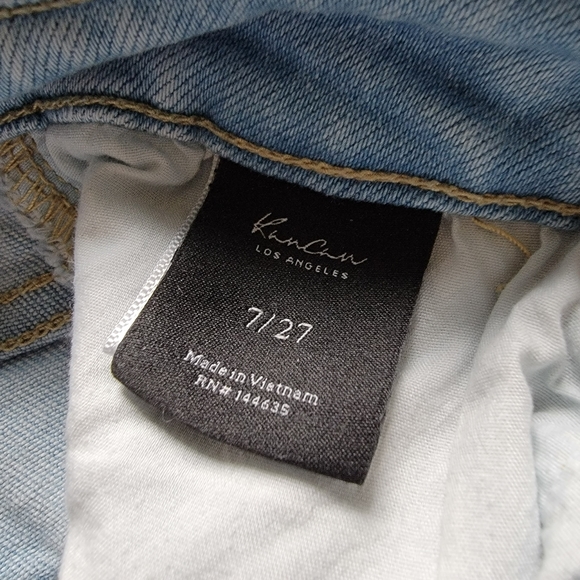 KanCan
LOS ANGELES
7/27
Made in Vietnam
RN# 144635